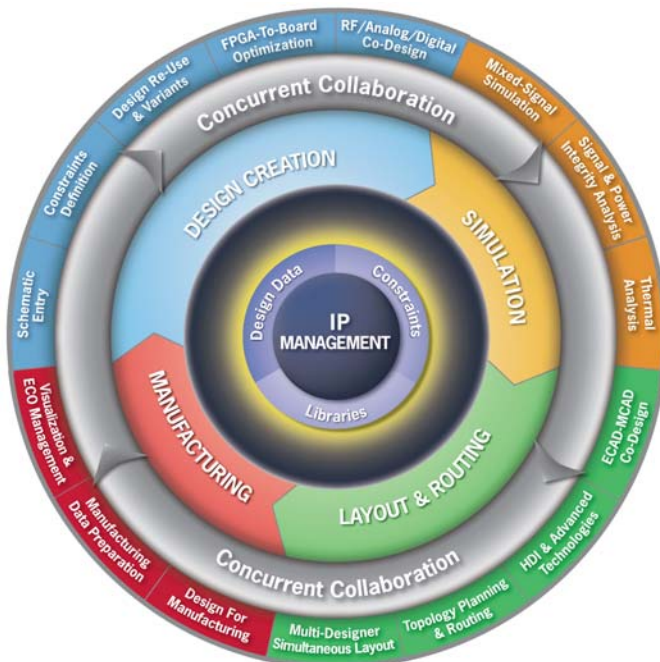 FPGA-To-Board
Optimization
RF/Analog/Digital
Co-Design
Mixed-Signal
Simulation
Signal & Power
Integrity Analysis
Thermal
Analysis
ECAD-MCAD
Co-Design
HDI & Advanced
Technologies
Topology Planning
& Routing
Multi-Designer
Simultaneous Layout
Design For
Manufacturing
Manufacturing
Data Preparation
Visualization &
ECO Management
Schematic
Entry
Constraints
Definition
Design Re-Use
& Variants
Concurrent Collaboration
Concurrent Collaboration
DESIGN CREATION
SIMULATION
LAYOUT & ROUTING
MANUFACTURING
Design Data
Constraints
Libraries
IP
MANAGEMENT